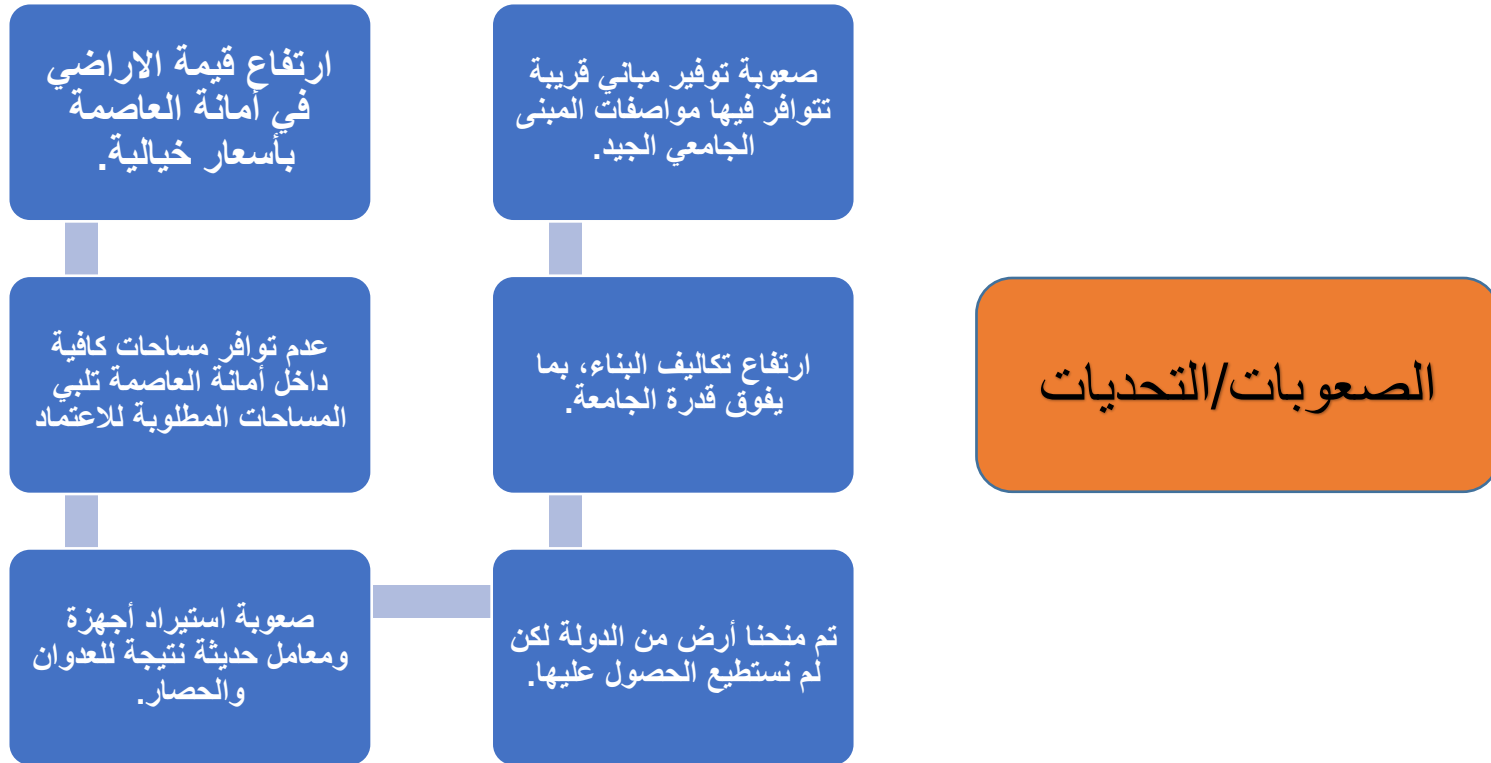 الصعوبات/التحديات
ارتفاع قيمة الاراضي
في أمانة العاصمة
بأسعار خيالية.
عدم توافر مساحات كافية
داخل أمانة العاصمة تلبي
المساحات المطلوبة للاعتماد
صعوبة استيراد أجهزة
ومعامل حديثة نتيجة للعدوان
والحصار.
تم منحنا أرض من الدولة لكن
لم نستطيع الحصول عليها.
ارتفاع تكاليف البناء، بما
يفوق قدرة الجامعة.
صعوبة توفير مباني قريبة
تتوافر فيها مواصفات المبنى
الجامعي الجيد.